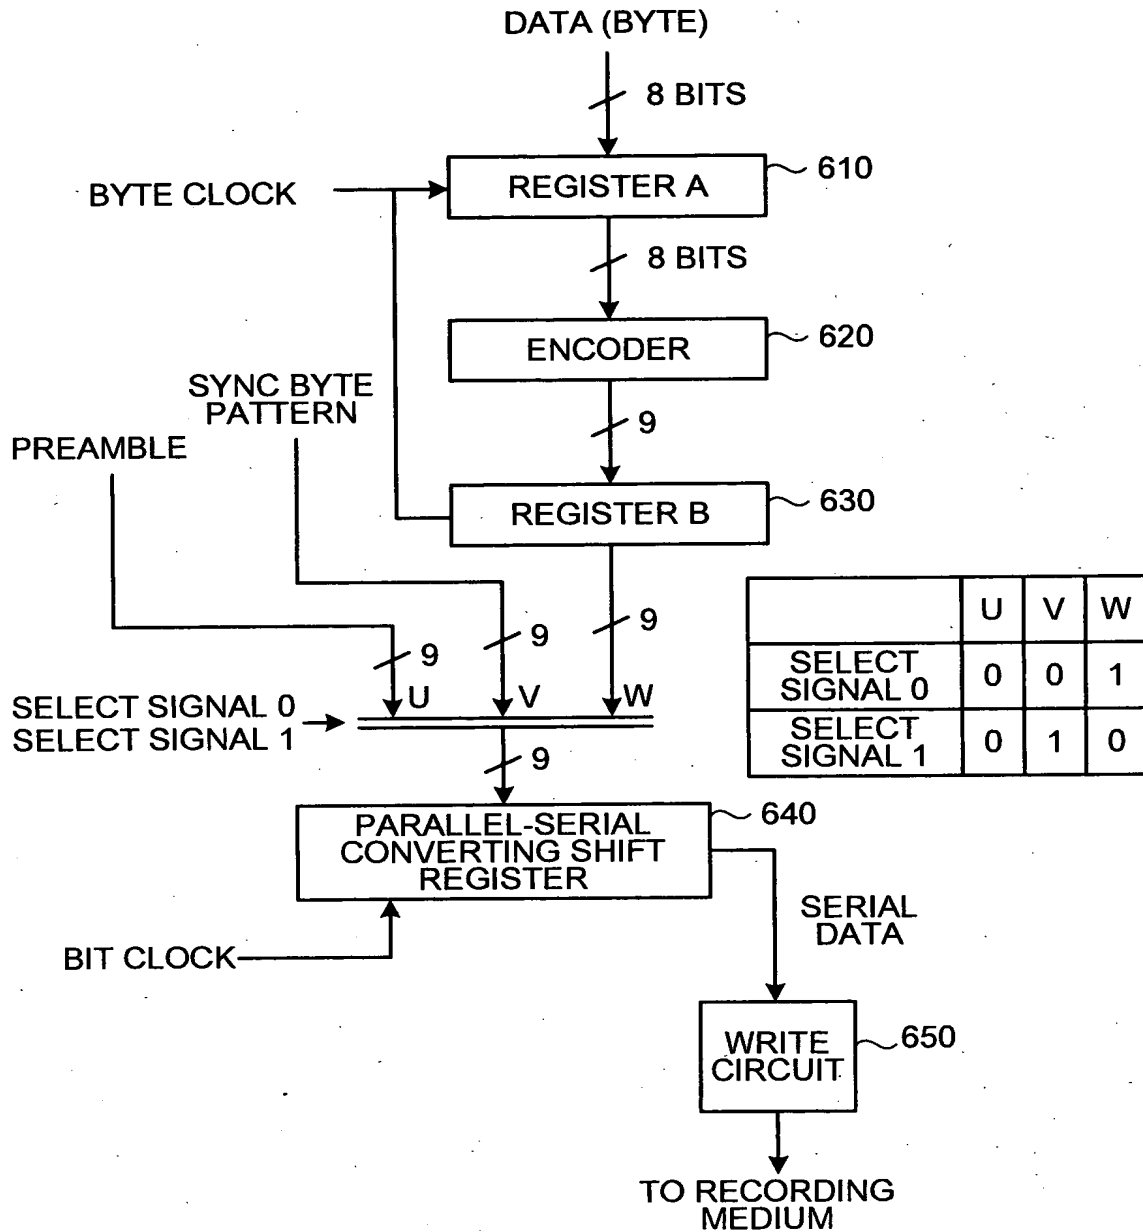 DATA (BYTE)
8 BITS
REGISTER A
610
BYTE CLOCK
8 BITS
ENCODER
620
SYNC BYTE
PATTERN
9
PREAMBLE
REGISTER B
630
9
9
9
U
V
W
SELECT SIGNAL 0
SELECT SIGNAL 1
U V W
SELECT
SIGNAL 0
0 0 1
SELECT
SIGNAL 1
0 1 0
9
PARALLEL-SERIAL
CONVERTING SHIFT
REGISTER
640
SERIAL
DATA
BIT CLOCK
WRITE
CIRCUIT
650
TO RECORDING
MEDIUM